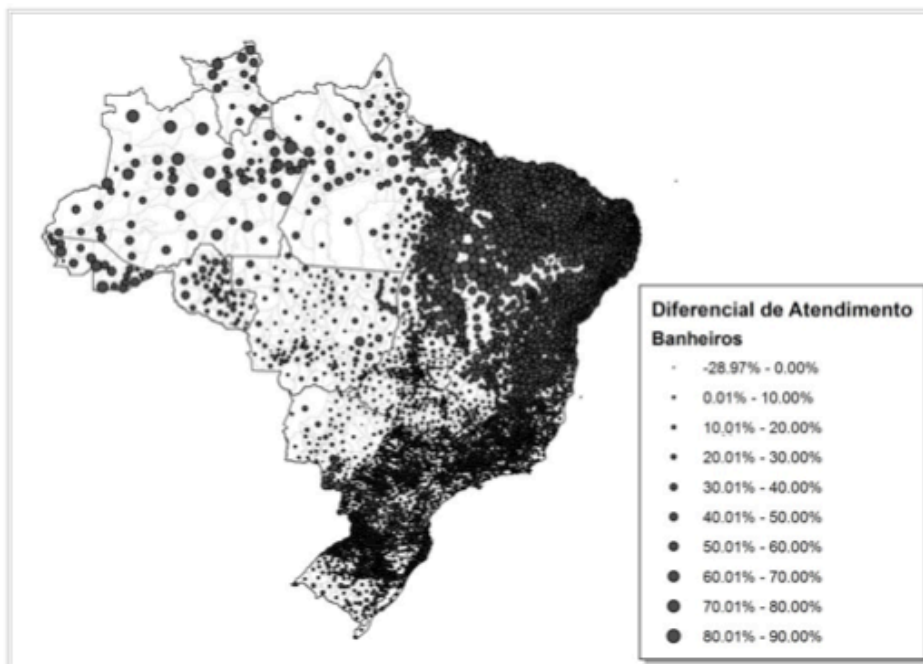 Diferencial de Atendimento
Banheiros
-28.97% - 0.00%
0.01% - 10.00%
10.01% - 20.00%
20.01% - 30.00%
30.01% - 40.00%
40.01% - 50.00%
50.01% - 60.00%
60.01% - 70.00%
70.01% - 80.00%
80.01% - 90.00%